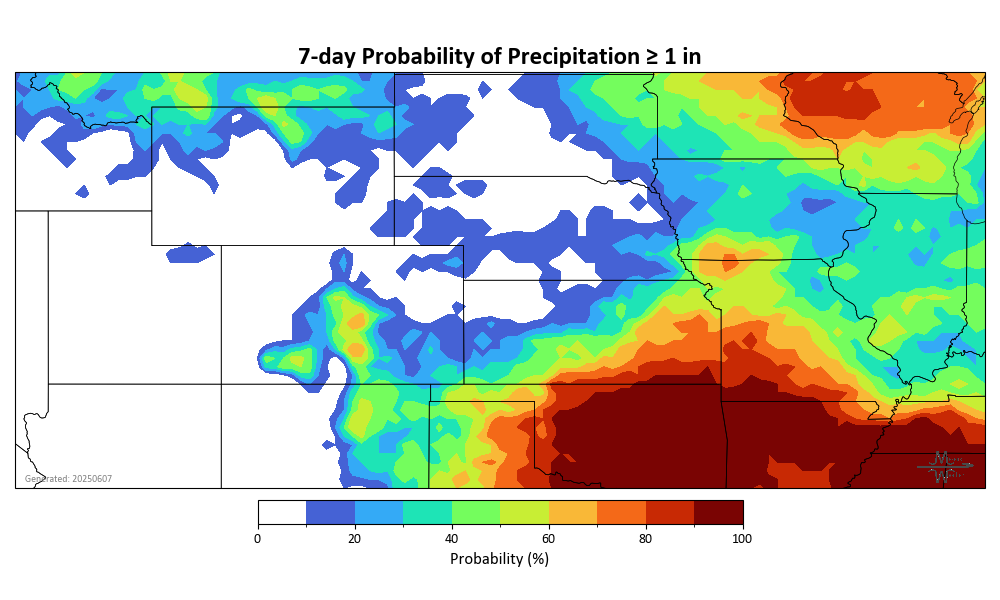 7-day Probability of Precipitation ≥ 1 in
Generated: 20250607
0 20 40 60 80 100
Probability (%)